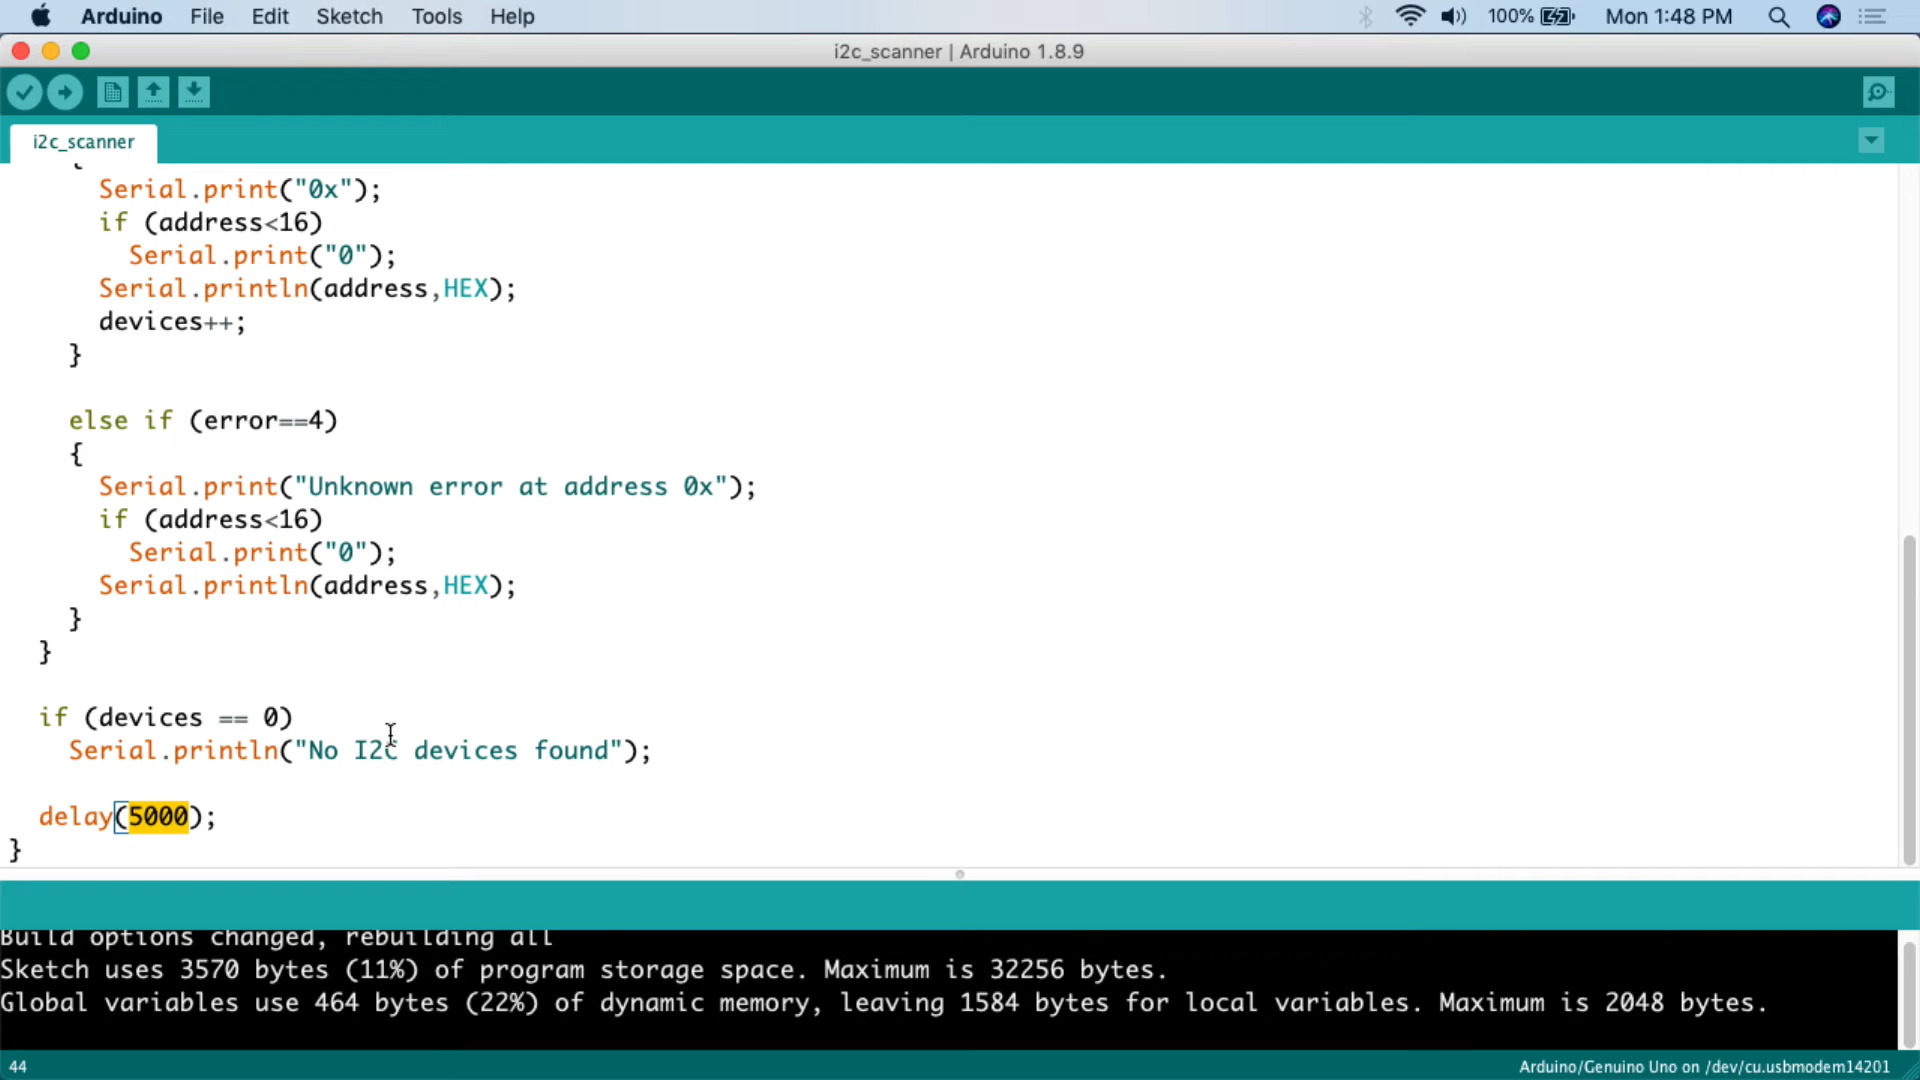 Arduino File Edit Sketch Tools Help 100% Mon 1:48 PM
i2c_scanner | Arduino 1.8.9
i2c_scanner
{
Serial.print("0x");
if (address<16)
Serial.print("0");
Serial.println(address,HEX);
devices++;
}
else if (error==4)
{
Serial.print("Unknown error at address 0x");
if (address<16)
Serial.print("0");
Serial.println(address,HEX);
}
}
if (devices == 0)
Serial.println("No I2C devices found");
delay(5000);
}
Build options changed, rebuilding all
Sketch uses 3570 bytes (11%) of program storage space. Maximum is 32256 bytes.
Global variables use 464 bytes (22%) of dynamic memory, leaving 1584 bytes for local variables. Maximum is 2048 bytes.
44 Arduino/Genuino Uno on /dev/cu.usbmodem14201